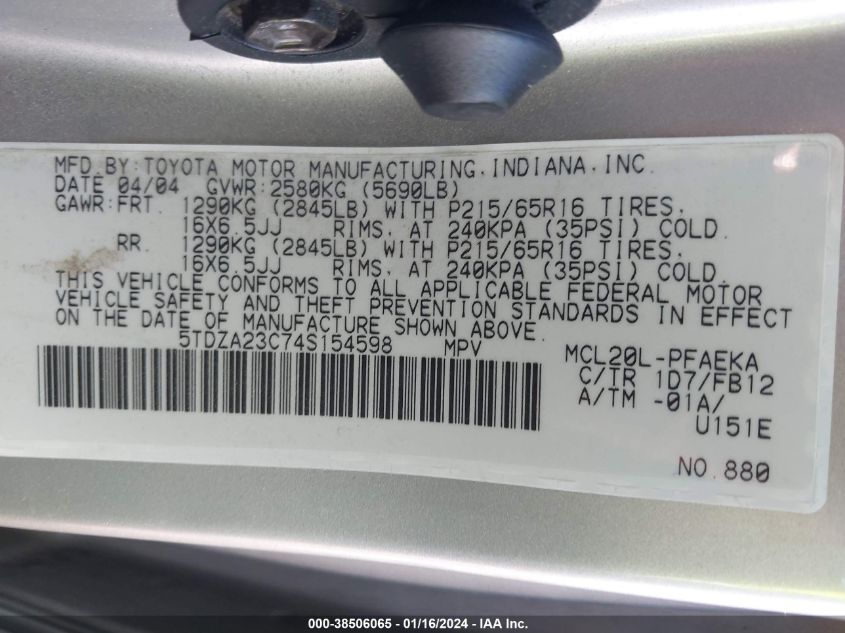 MFD.BY:TOYOTA MOTOR MANUFACTURING.INDIANA.INC.
DATE 04/04 GVWR:2580KG (5690LB)
GAWR:FRT. 1290KG (2845LB) WITH P215/65R16 TIRES,
16X6.5JJ RIMS, AT 240KPA (35PSI) COLD.
RR. 1290KG (2845LB) WITH P215/65R16 TIRES,
16X6.5JJ RIMS, AT 240KPA (35PSI) COLD.
THIS VEHICLE CONFORMS TO ALL APPLICABLE FEDERAL MOTOR
VEHICLE SAFETY AND THEFT PREVENTION STANDARDS IN EFFECT
ON THE DATE OF MANUFACTURE SHOWN ABOVE.
5TDZA23C74S154598 MPV
MCL20L-PFAEKA
C/TR 1D7/FB12
A/TM -01A/
U151E
NO.880
000-38506065 - 01/16/2024 - IAA Inc.